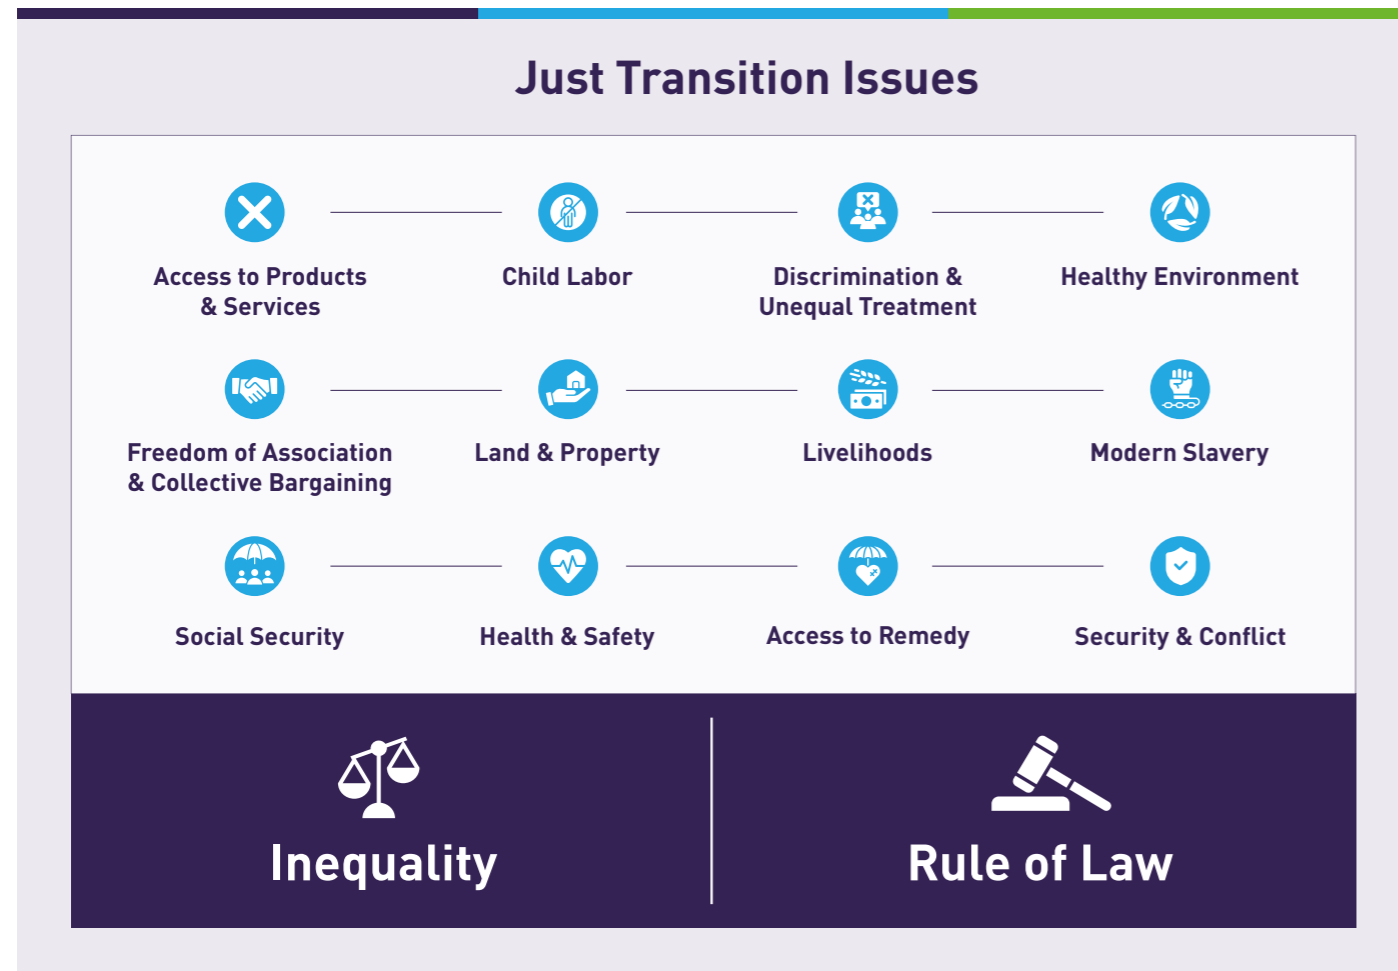 Just Transition Issues
Access to Products
& Services
Child Labor
Discrimination &
Unequal Treatment
Healthy Environment
Freedom of Association
& Collective Bargaining
Land & Property
Livelihoods
Modern Slavery
Social Security
Health & Safety
Access to Remedy
Security & Conflict
Inequality
Rule of Law